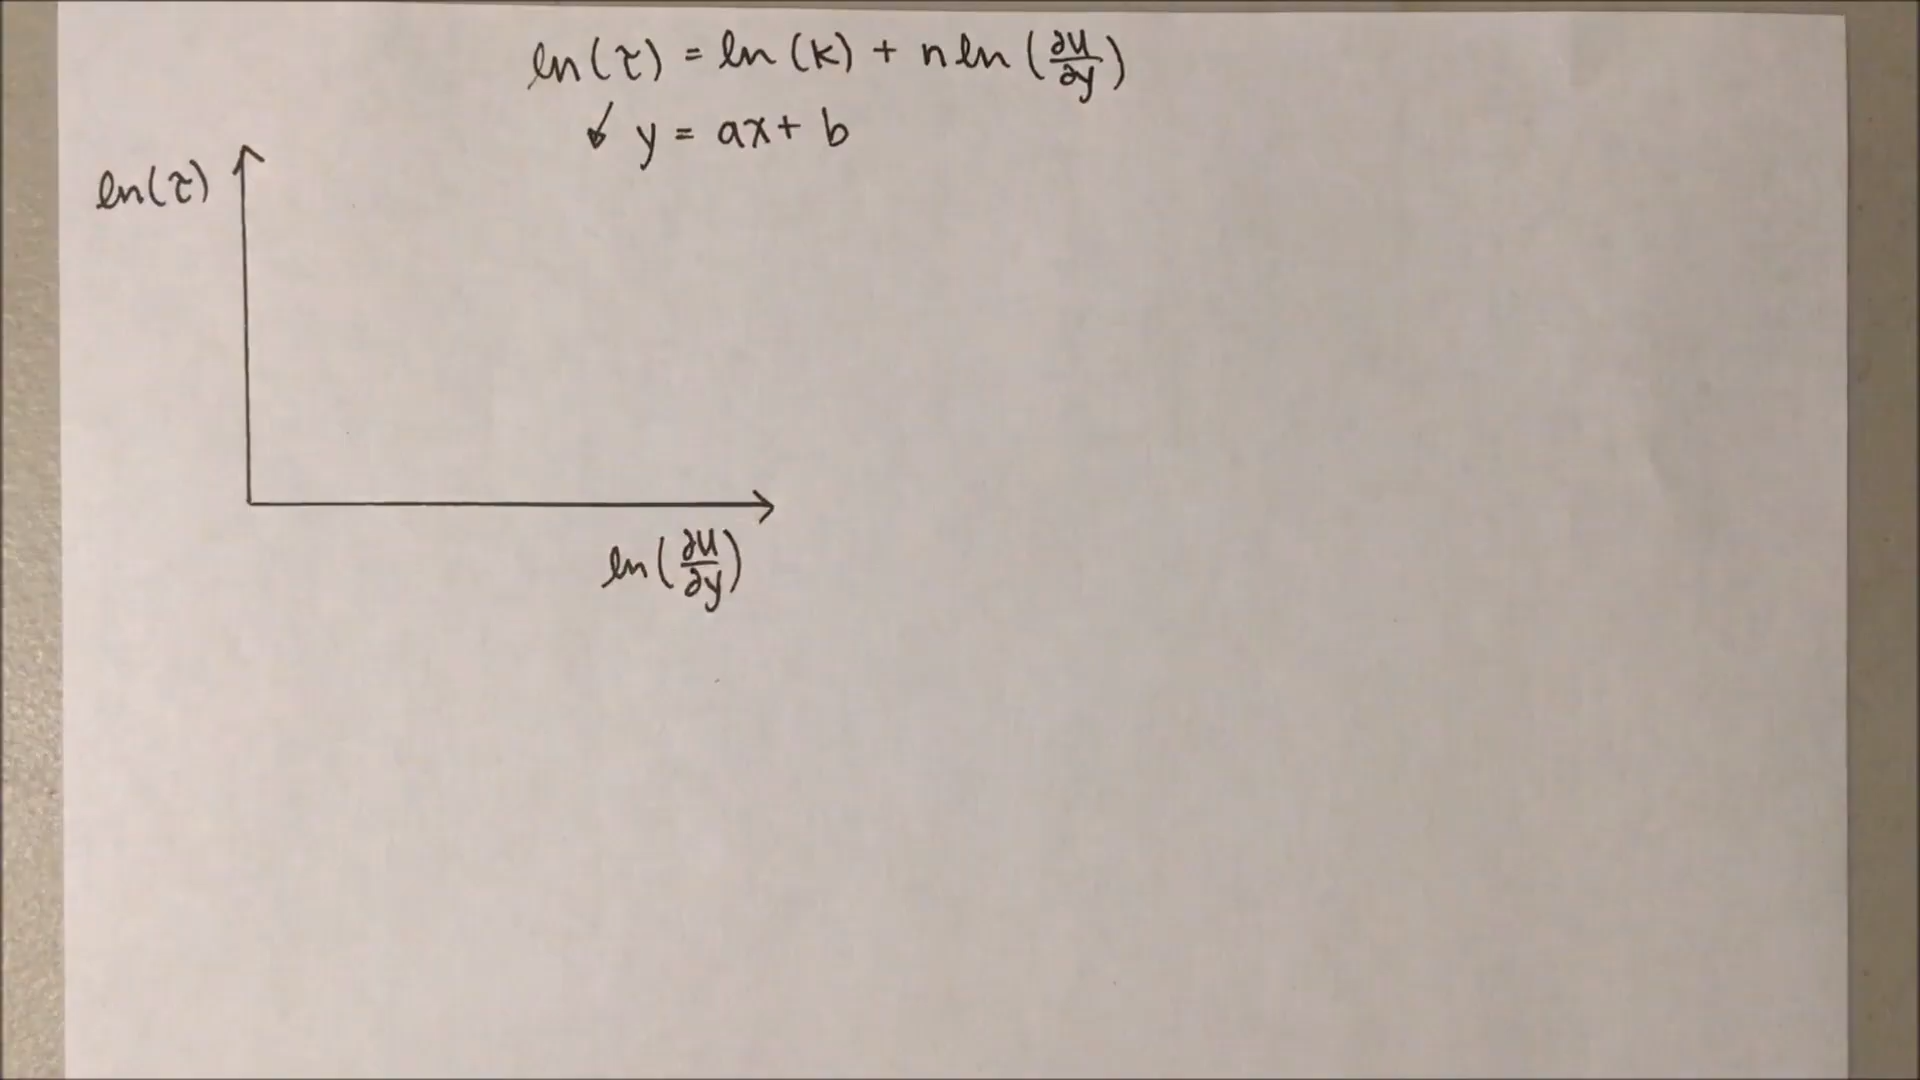 ln(τ) = ln(k) + n ln(∂u/∂y)
y = ax + b
ln(τ)
ln(∂u/∂y)